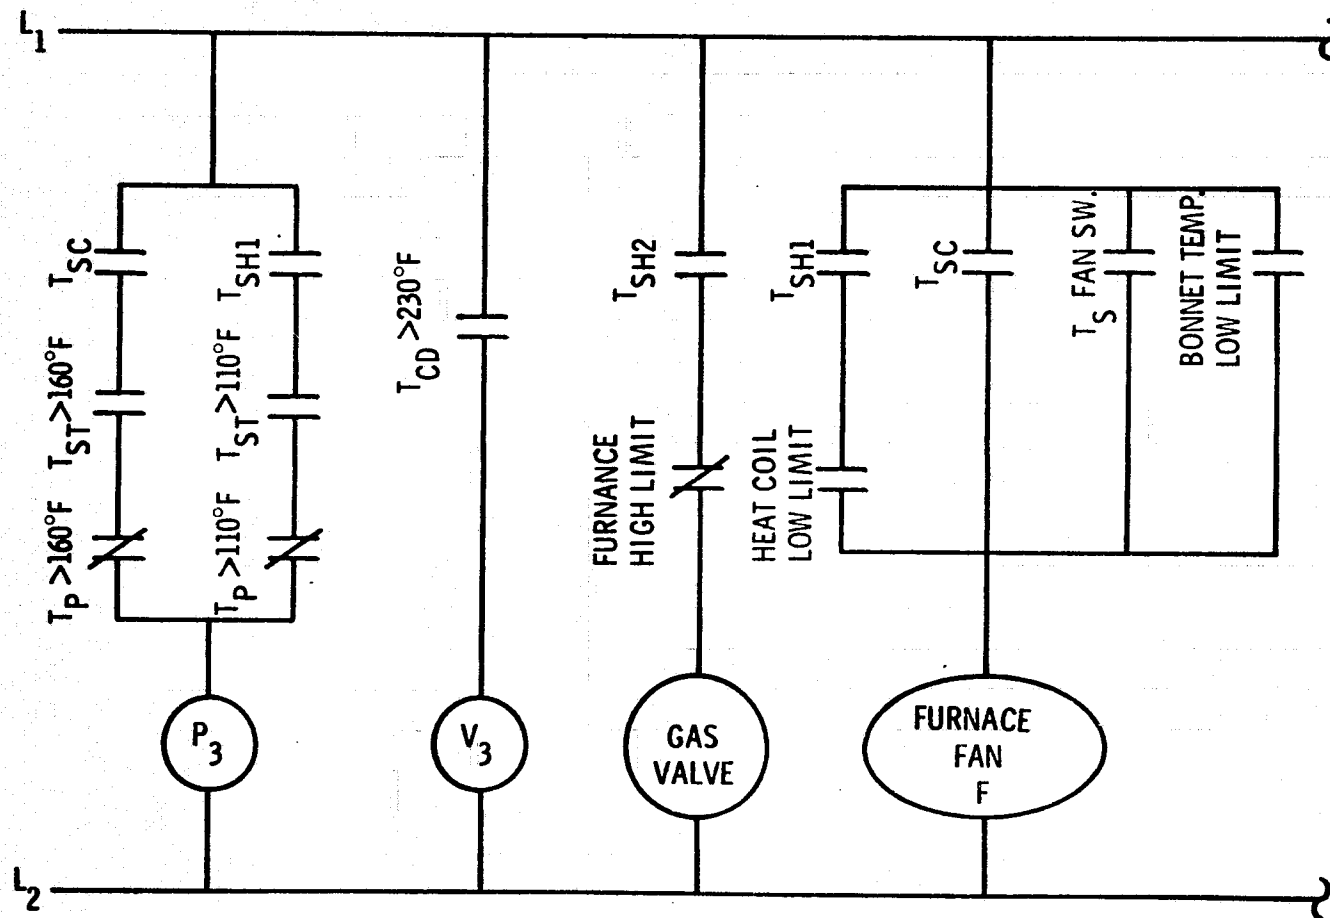 L1
TSC
TST >160°F
TP >160°F
TSH1
TST >110°F
TP >110°F
P3
TCD >230°F
V3
TSH2
FURNANCE
HIGH LIMIT
GAS
VALVE
TSH1
HEAT COIL
LOW LIMIT
TSC
TS FAN SW.
BONNET TEMP.
LOW LIMIT
FURNACE
FAN
F
L2